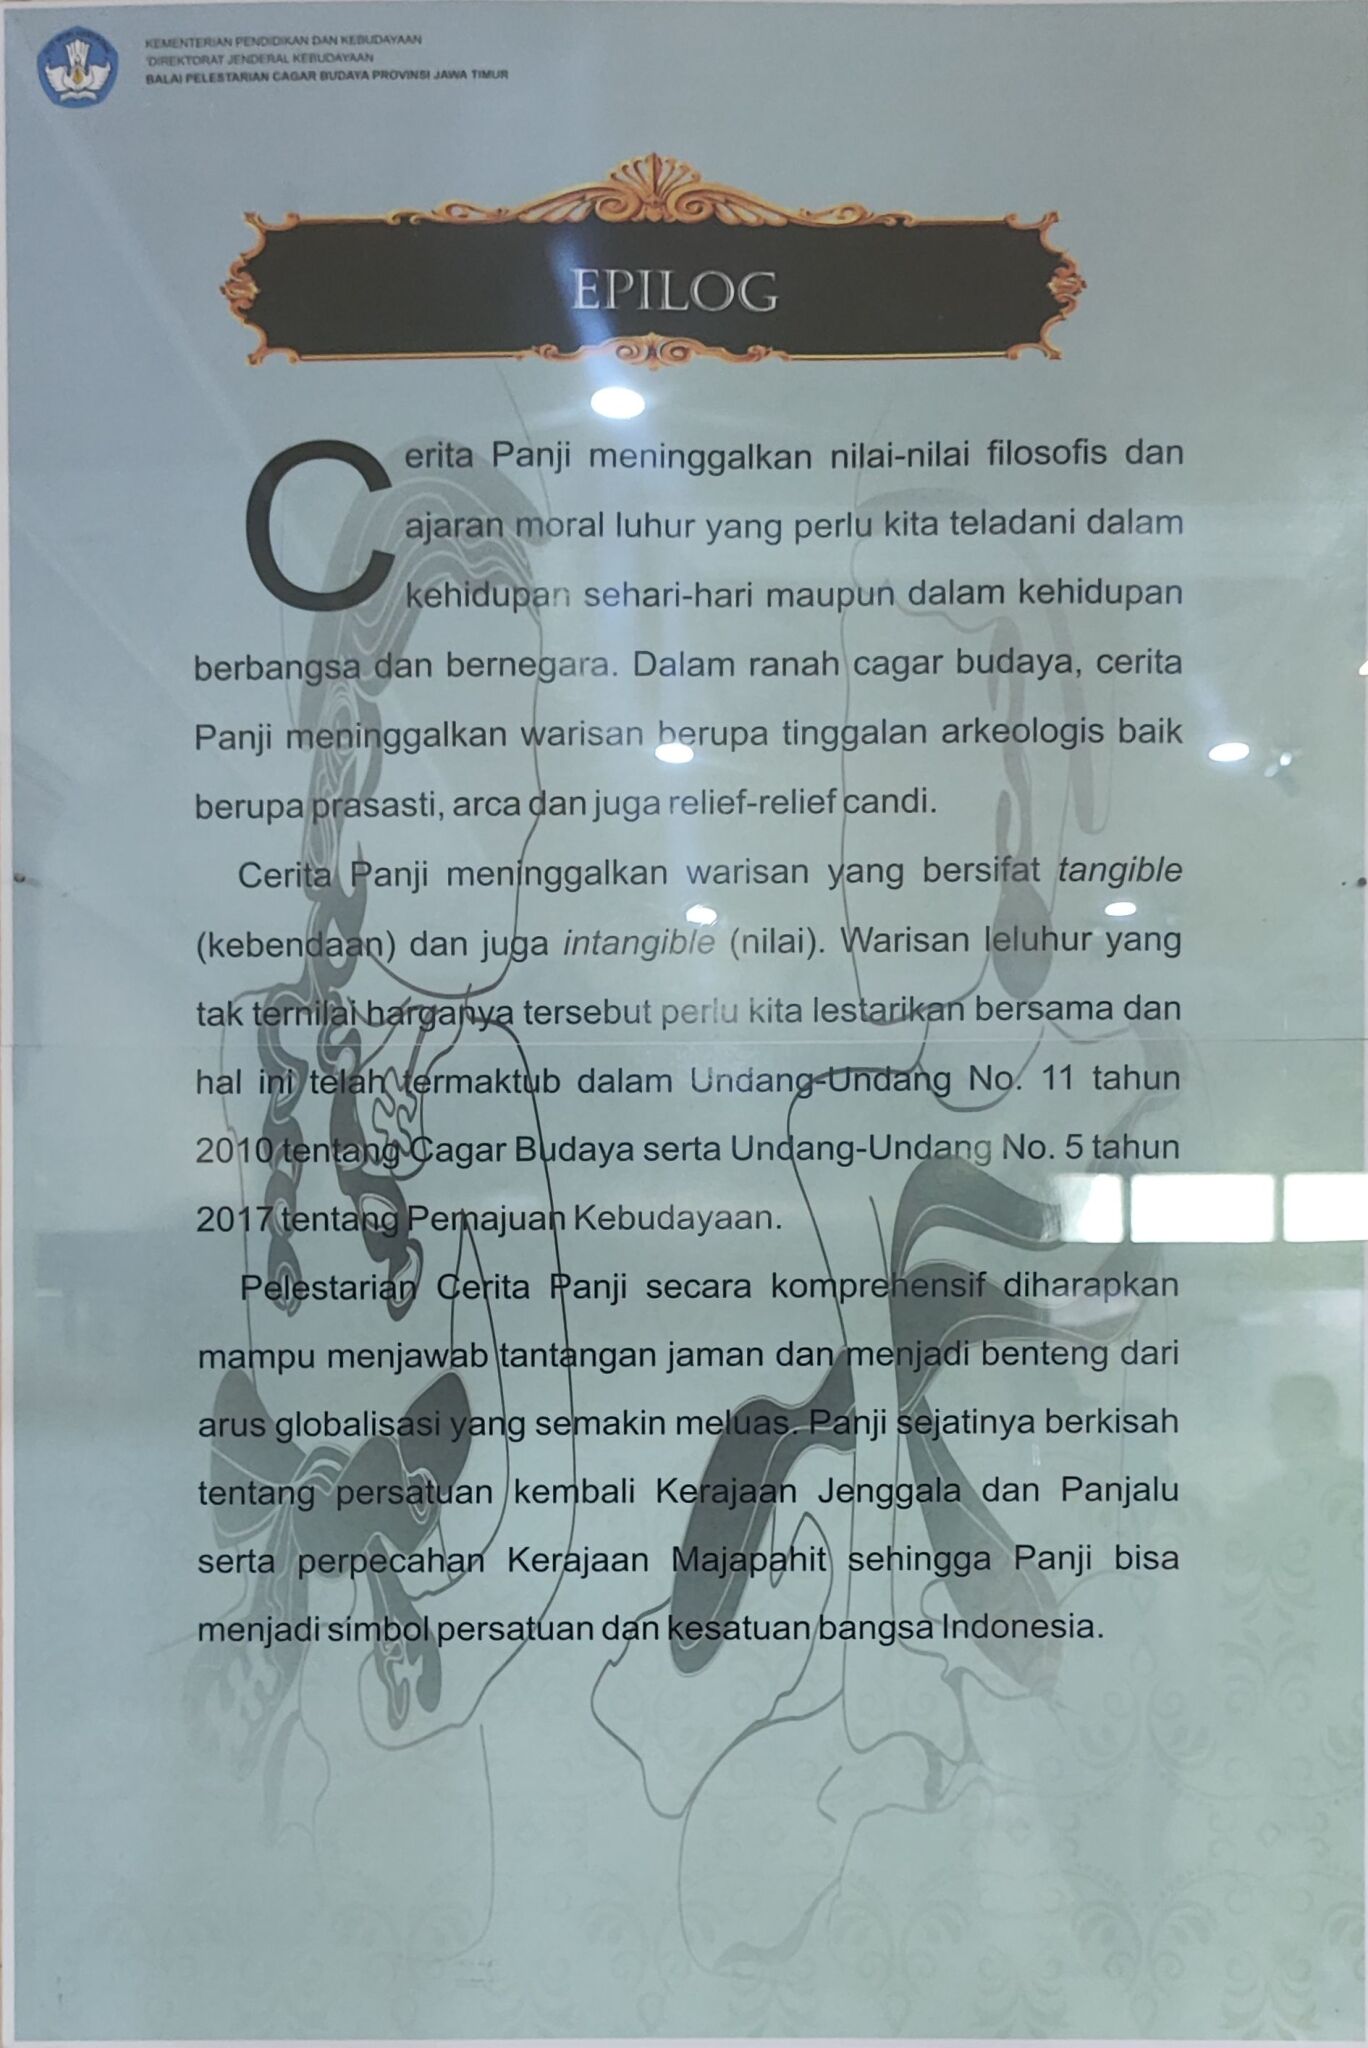 KEMENTERIAN PENDIDIKAN DAN KEBUDAYAAN
DIREKTORAT JENDERAL KEBUDAYAAN
BALAI PELESTARIAN CAGAR BUDAYA PROVINSI JAWA TIMUR
EPILOG
Cerita Panji meninggalkan nilai-nilai filosofis dan
ajaran moral luhur yang perlu kita teladani dalam
kehidupan sehari-hari maupun dalam kehidupan
berbangsa dan bernegara. Dalam ranah cagar budaya, cerita
Panji meninggalkan warisan berupa tinggalan arkeologis baik
berupa prasasti, arca dan juga relief-relief candi.
Cerita Panji meninggalkan warisan yang bersifat tangible
(kebendaan) dan juga intangible (nilai). Warisan leluhur yang
tak ternilai harganya tersebut perlu kita lestarikan bersama dan
hal ini telah termaktub dalam Undang-Undang No. 11 tahun
2010 tentang Cagar Budaya serta Undang-Undang No. 5 tahun
2017 tentang Pemajuan Kebudayaan.
Pelestarian Cerita Panji secara komprehensif diharapkan
mampu menjawab tantangan jaman dan menjadi benteng dari
arus globalisasi yang semakin meluas. Panji sejatinya berkisah
tentang persatuan kembali Kerajaan Jenggala dan Panjalu
serta perpecahan Kerajaan Majapahit sehingga Panji bisa
menjadi simbol persatuan dan kesatuan bangsa Indonesia.